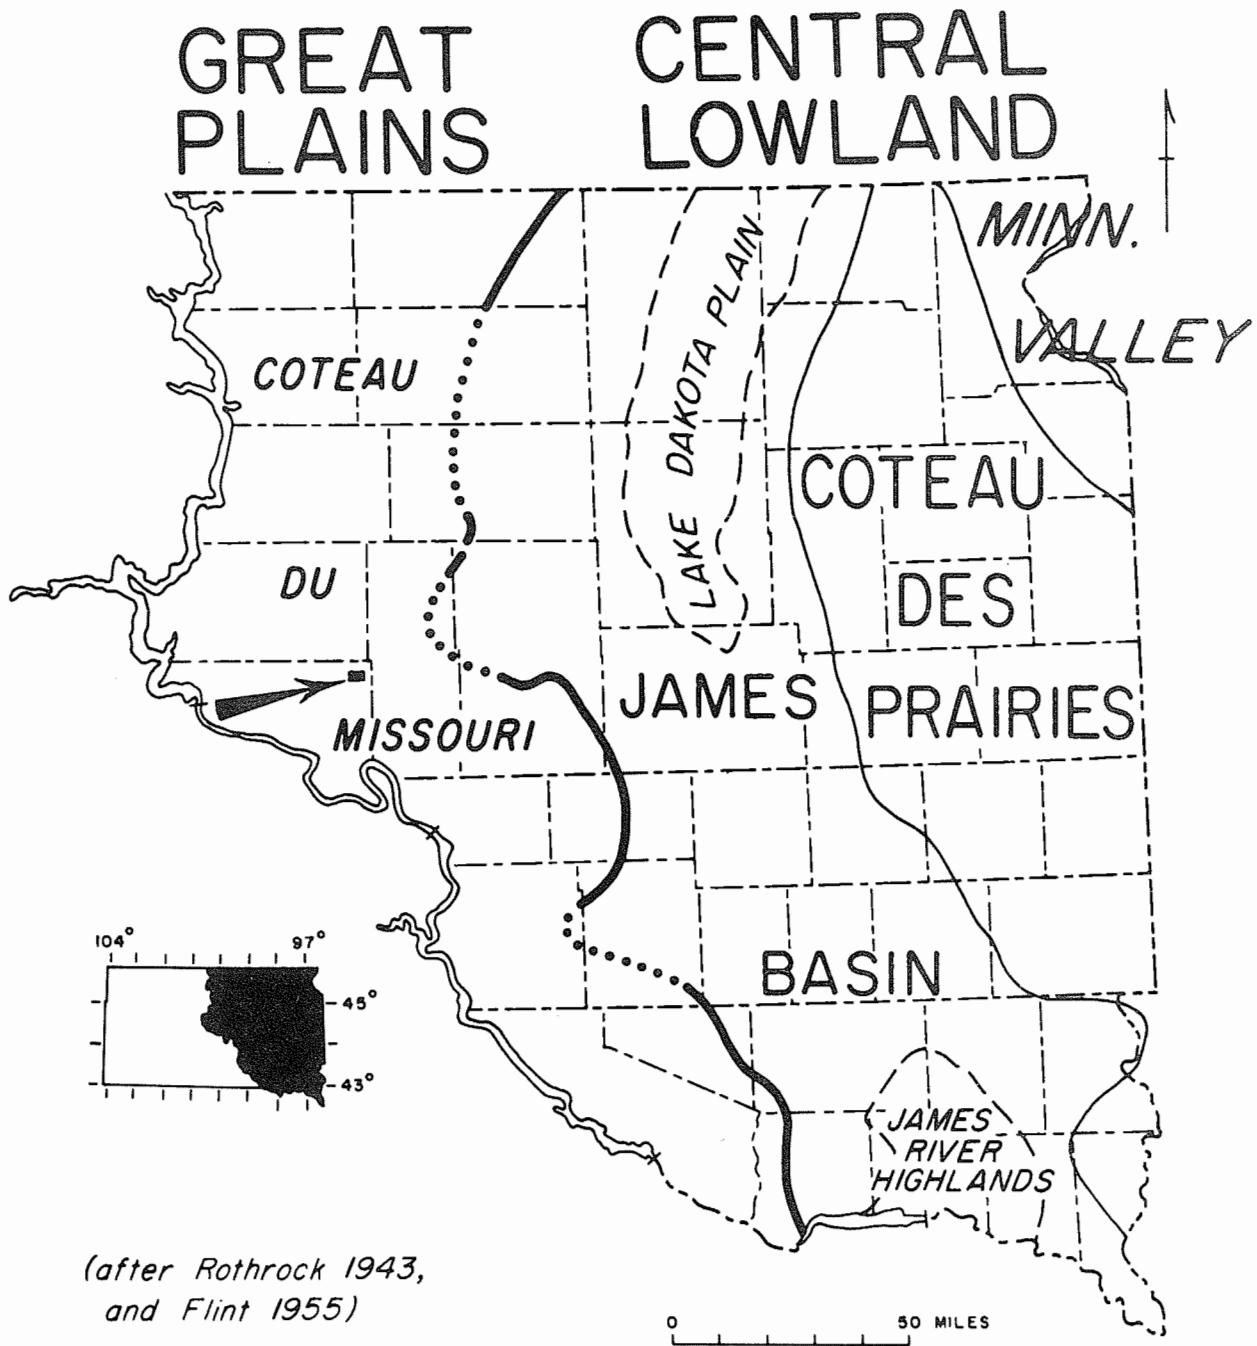 GREAT
PLAINS
CENTRAL
LOWLAND
MINN.
VALLEY
LAKE DAKOTA PLAIN
COTEAU
DU
MISSOURI
COTEAU
DES
PRAIRIES
JAMES
BASIN
JAMES
RIVER
HIGHLANDS
104° 97°
45°
43°
(after Rothrock 1943,
and Flint 1955)
0 50 MILES